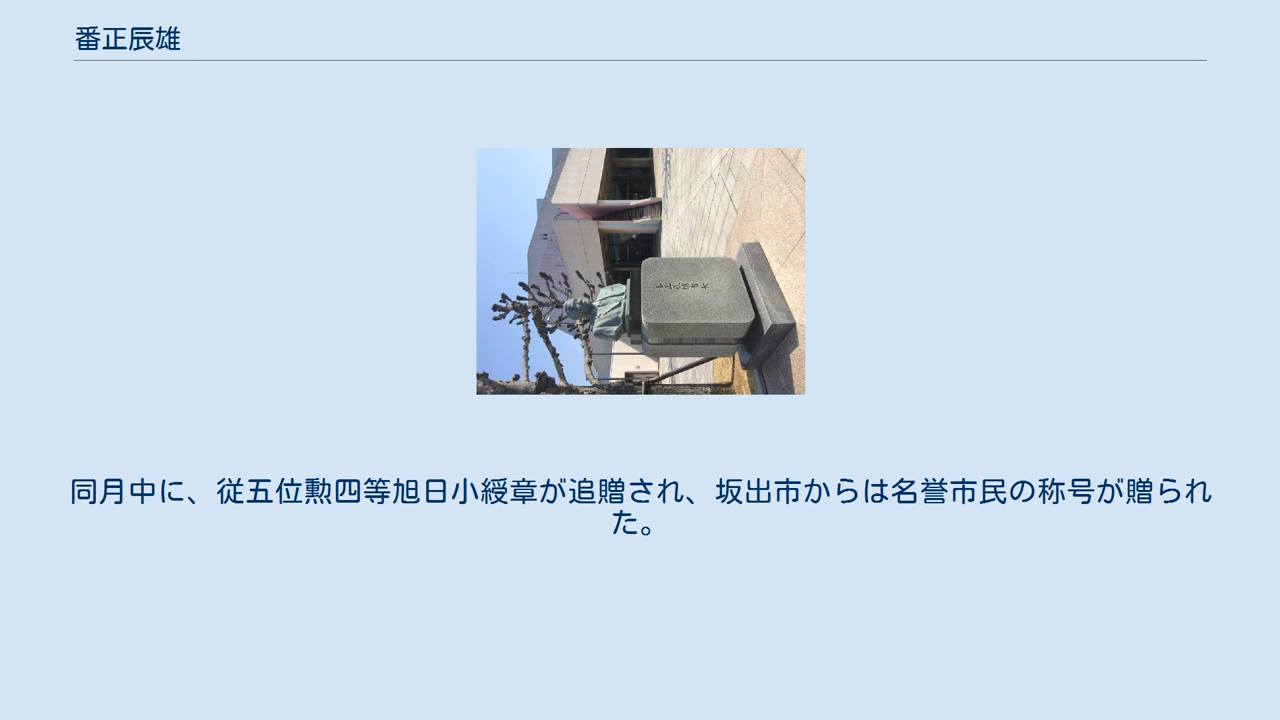 番正辰雄
同月中に、従五位勲四等旭日小綬章が追贈され、坂出市からは名誉市民の称号が贈られ
た。